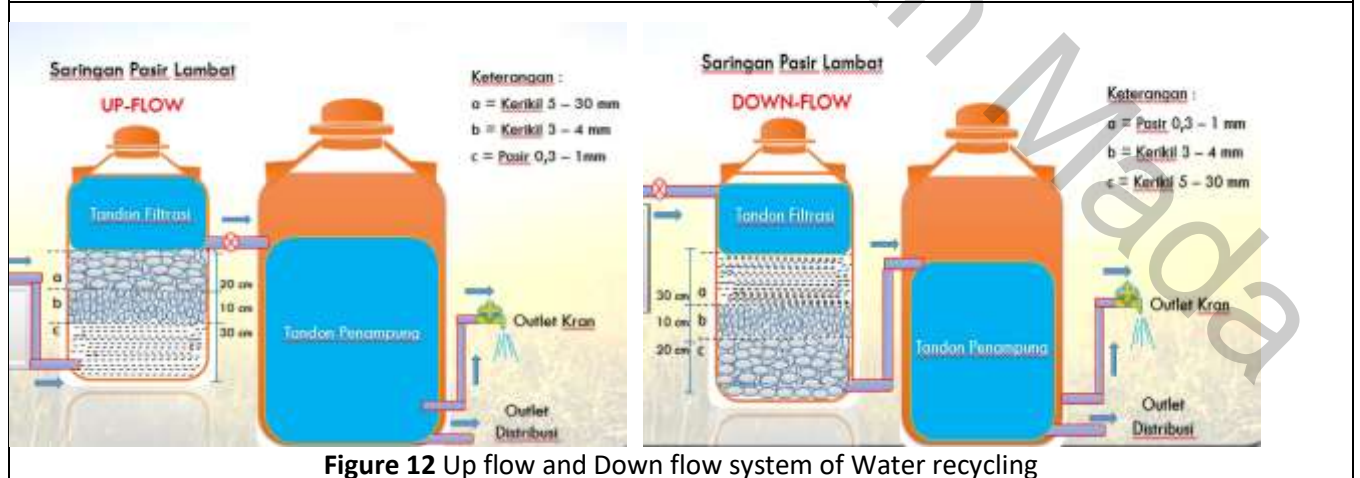 Saringan Pasir Lambat
UP-FLOW
Keterangan :
a = Kerikil 5 – 30 mm
b = Kerikil 3 – 4 mm
c = Pasir 0,3 – 1mm
Tandon Filtrasi
a
b
c
20 cm
10 cm
30 cm
Tandon Penampung
Outlet Kran
Outlet
Distribusi
Saringan Pasir Lambat
DOWN-FLOW
Keterangan :
a = Pasir 0,3 – 1 mm
b = Kerikil 3 – 4 mm
c = Kerikil 5 – 30 mm
Tandon Filtrasi
30 cm a
10 cm b
20 cm c
Tandon Penampung
Outlet Kran
Outlet
Distribusi
Figure 12 Up flow and Down flow system of Water recycling
Mada